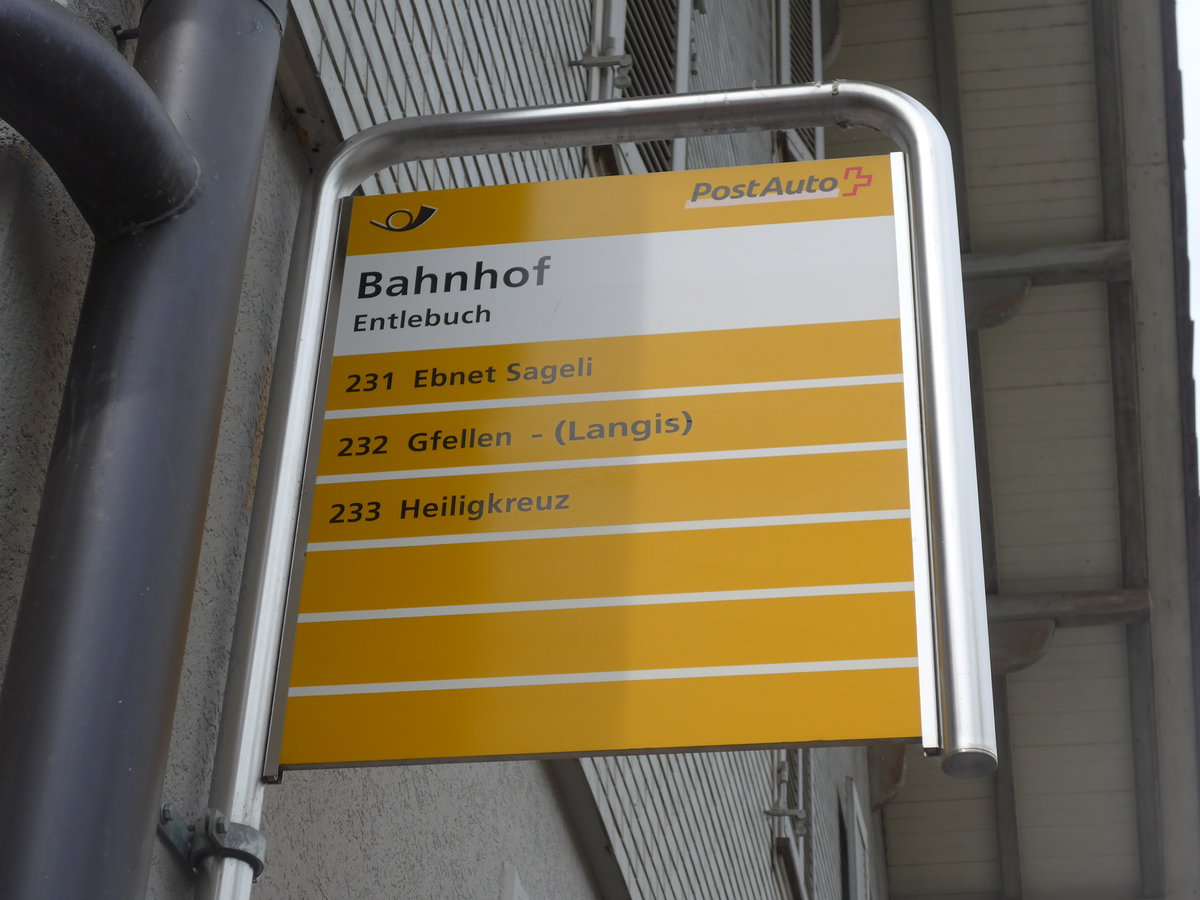 PostAuto
Bahnhof
Entlebuch
231 Ebnet Sageli
232 Gfellen - (Langis)
233 Heiligkreuz